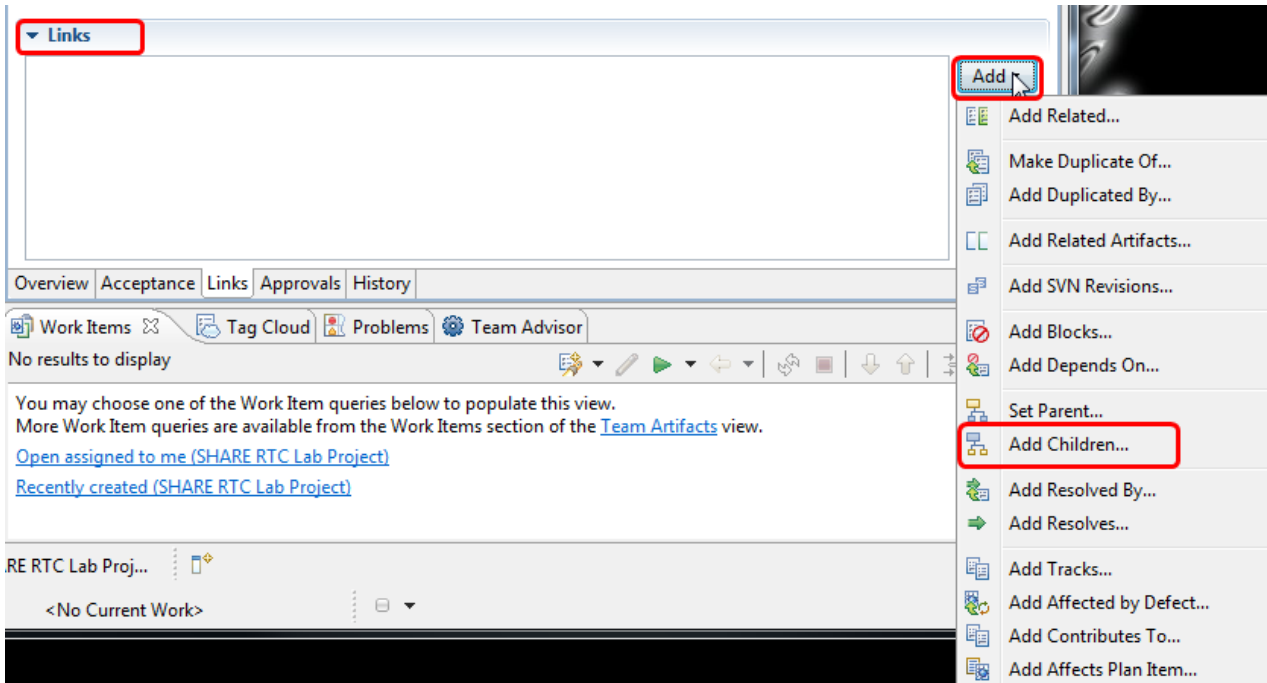 Links
Add
Add Related...
Make Duplicate Of...
Add Duplicated By...
Add Related Artifacts...
Add SVN Revisions...
Add Blocks...
Add Depends On...
Set Parent...
Add Children...
Add Resolved By...
Add Resolves...
Add Tracks...
Add Affected by Defect...
Add Contributes To...
Add Affects Plan Item...
Overview Acceptance Links Approvals History
Work Items Tag Cloud Problems Team Advisor
No results to display
You may choose one of the Work Item queries below to populate this view.
More Work Item queries are available from the Work Items section of the Team Artifacts view.
Open assigned to me (SHARE RTC Lab Project)
Recently created (SHARE RTC Lab Project)
RE RTC Lab Proj...
<No Current Work>